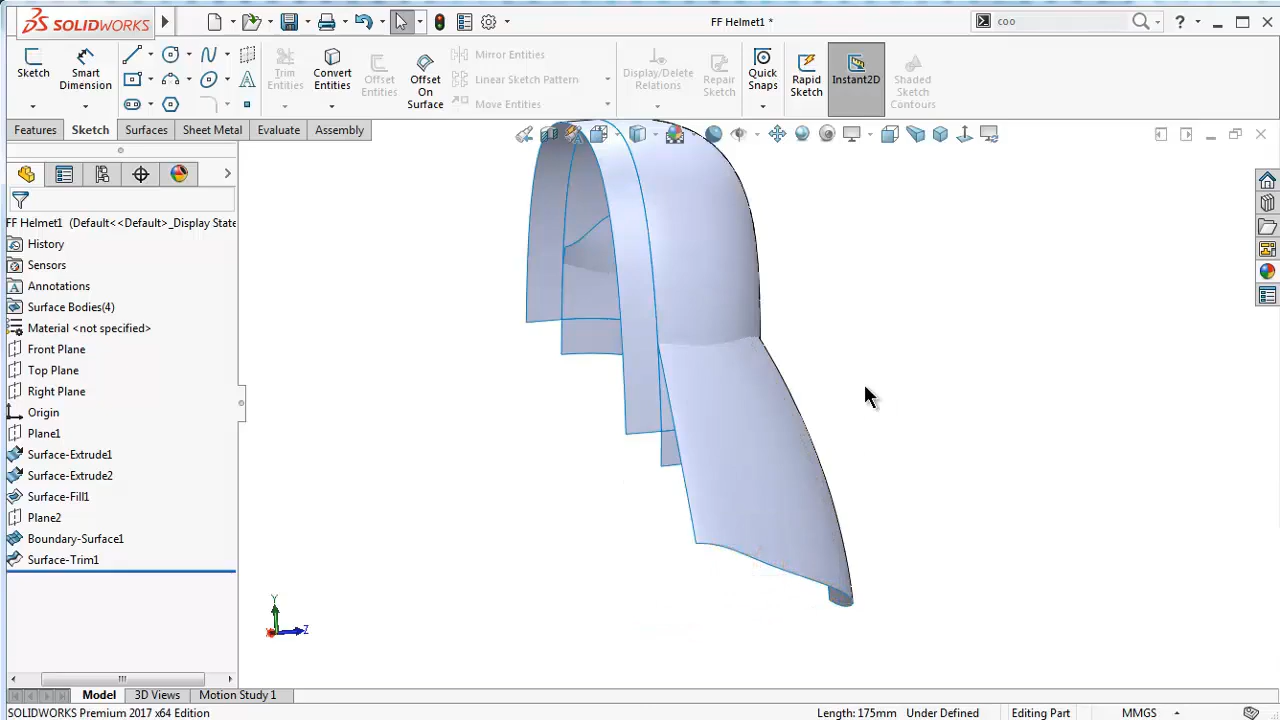 SOLIDWORKS
FF Helmet1 *
coo
Sketch
Smart Dimension
Trim Entities
Convert Entities
Offset Entities
Offset On Surface
Mirror Entities
Linear Sketch Pattern
Move Entities
Display/Delete Relations
Repair Sketch
Quick Snaps
Rapid Sketch
Instant2D
Shaded Sketch Contours
Features
Sketch
Surfaces
Sheet Metal
Evaluate
Assembly
FF Helmet1 (Default<<Default>_Display State
History
Sensors
Annotations
Surface Bodies(4)
Material <not specified>
Front Plane
Top Plane
Right Plane
Origin
Plane1
Surface-Extrude1
Surface-Extrude2
Surface-Fill1
Plane2
Boundary-Surface1
Surface-Trim1
Y
Z
Model
3D Views
Motion Study 1
SOLIDWORKS Premium 2017 x64 Edition
Length: 175mm
Under Defined
Editing Part
MMGS